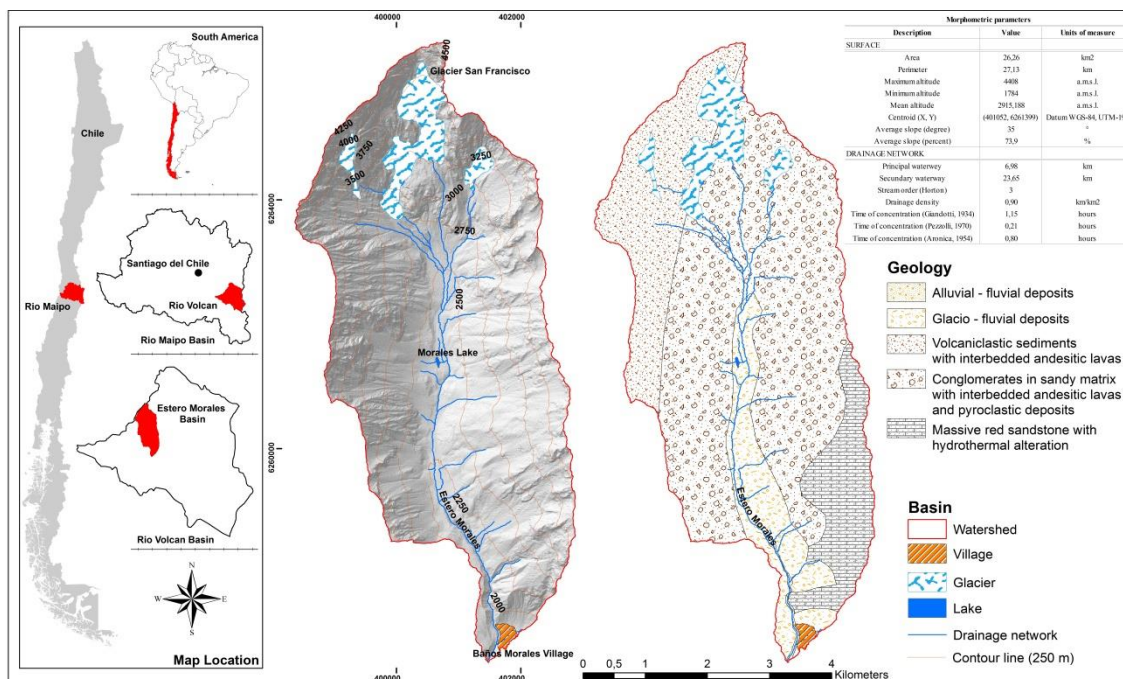 South America
Chile
Santiago del Chile
Rio Maipo
Rio Volcan
Rio Maipo Basin
Estero Morales
Basin
Rio Volcan Basin
N
W
E
S
Map Location
400000
402000
6264000
6260000
4500
Glacier San Francisco
4250
4000
3750
3500
3250
3000
2750
2500
Morales Lake
2250
Estero Morales
2000
Baños Morales Village
400000
402000
Estero Morales
Morphometric parameters
Description Value Units of measure
SURFACE
Area 26,26 km2
Perimeter 27,13 km
Maximum altitude 4408 a.m.s.l.
Minimum altitude 1784 a.m.s.l.
Mean altitude 2915,188 a.m.s.l.
Centroid (X, Y) (401052, 6261399) Datum WGS-84, UTM-19
Average slope (degree) 35 °
Average slope (percent) 73,9 %
DRAINAGE NETWORK
Principal waterway 6,98 km
Secundary waterway 23,65 km
Stream order (Horton) 3
Drainage density 0,90 km/km2
Time of concentration (Giandotti, 1934) 1,15 hours
Time of concentration (Pezzolli, 1970) 0,21 hours
Time of concentration (Aronica, 1954) 0,80 hours
Geology
Alluvial - fluvial deposits
Glacio - fluvial deposits
Volcaniclastic sediments
with interbedded andesitic lavas
Conglomerates in sandy matrix
with interbedded andesitic lavas
and pyroclastic deposits
Massive red sandstone with
hydrothermal alteration
Basin
Watershed
Village
Glacier
Lake
Drainage network
Contour line (250 m)
0 0,5 1 2 3 4
Kilometers